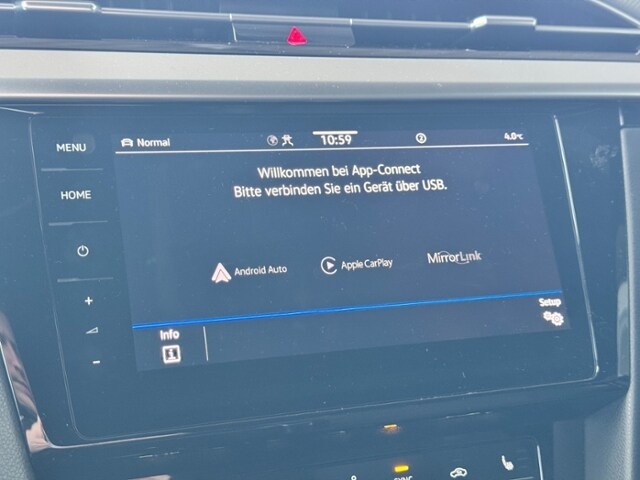 MENU
HOME
Normal
10:59
4.0°C
Willkommen bei App-Connect
Bitte verbinden Sie ein Gerät über USB.
Android Auto
Apple CarPlay
MirrorLink
Info
Setup
SYNC